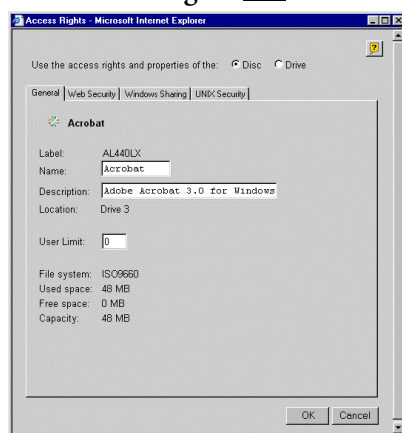 Access Rights - Microsoft Internet Explorer
?
Use the access rights and properties of the: Disc Drive
General Web Security Windows Sharing UNIX Security
Acrobat
Label: AL440LX
Name: Acrobat
Description: Adobe Acrobat 3.0 for Windows
Location: Drive 3
User Limit: 0
File system: ISO9660
Used space: 48 MB
Free space: 0 MB
Capacity: 48 MB
OK Cancel